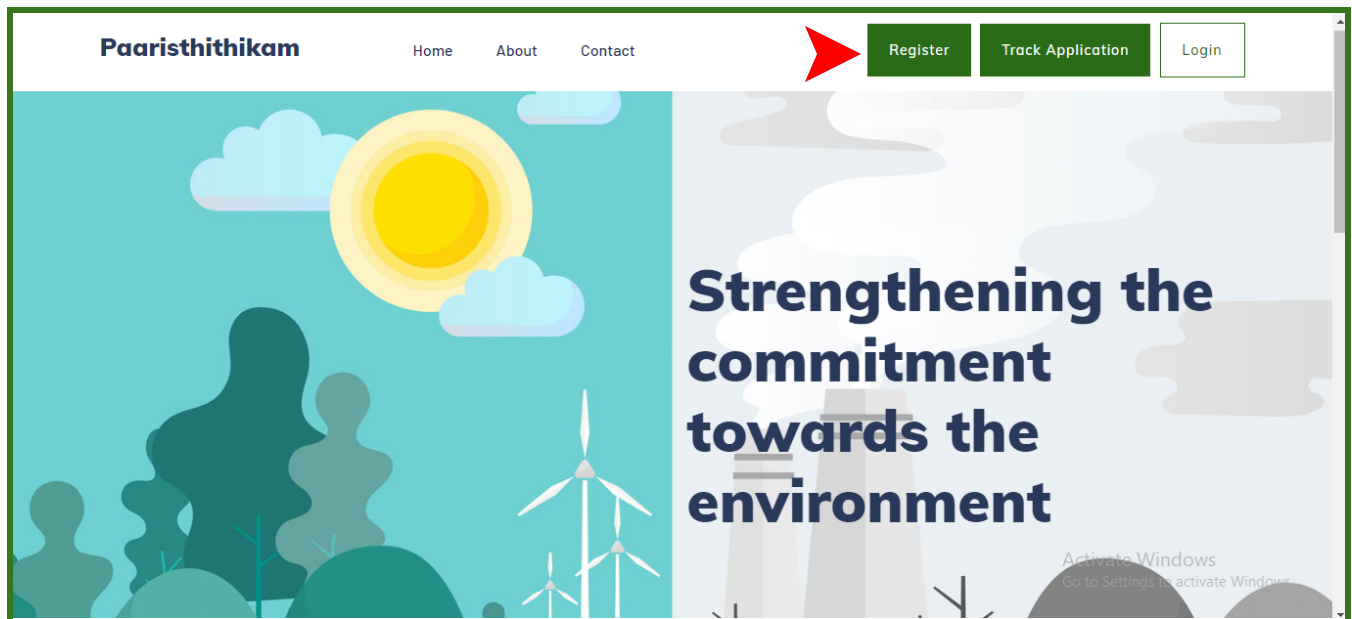 Paaristhithikam
Home About Contact
Register Track Application Login
Strengthening the
commitment
towards the
environment
Activate Windows
Go to Settings to activate Windows.